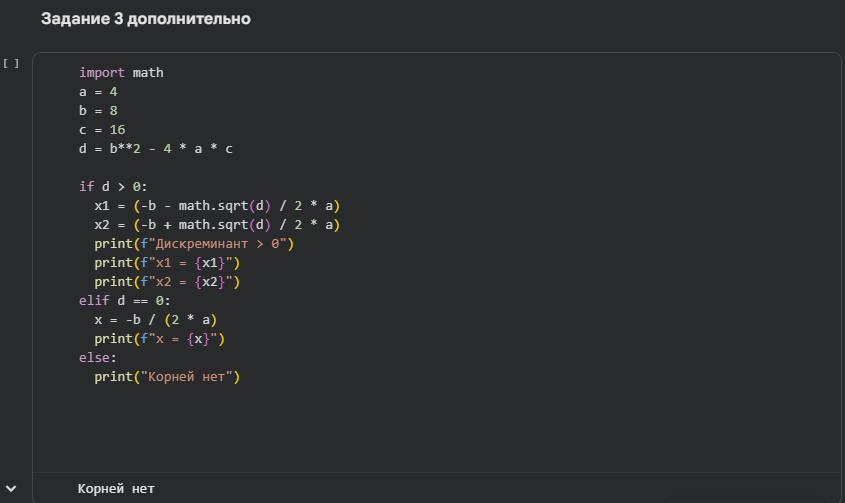 Задание 3 дополнительно
[ ]
import math
a = 4
b = 8
c = 16
d = b**2 - 4 * a * c
if d > 0:
  x1 = (-b - math.sqrt(d) / 2 * a)
  x2 = (-b + math.sqrt(d) / 2 * a)
  print(f"Дискреминант > 0")
  print(f"x1 = {x1}")
  print(f"x2 = {x2}")
elif d == 0:
  x = -b / (2 * a)
  print(f"x = {x}")
else:
  print("Корней нет")
Корней нет